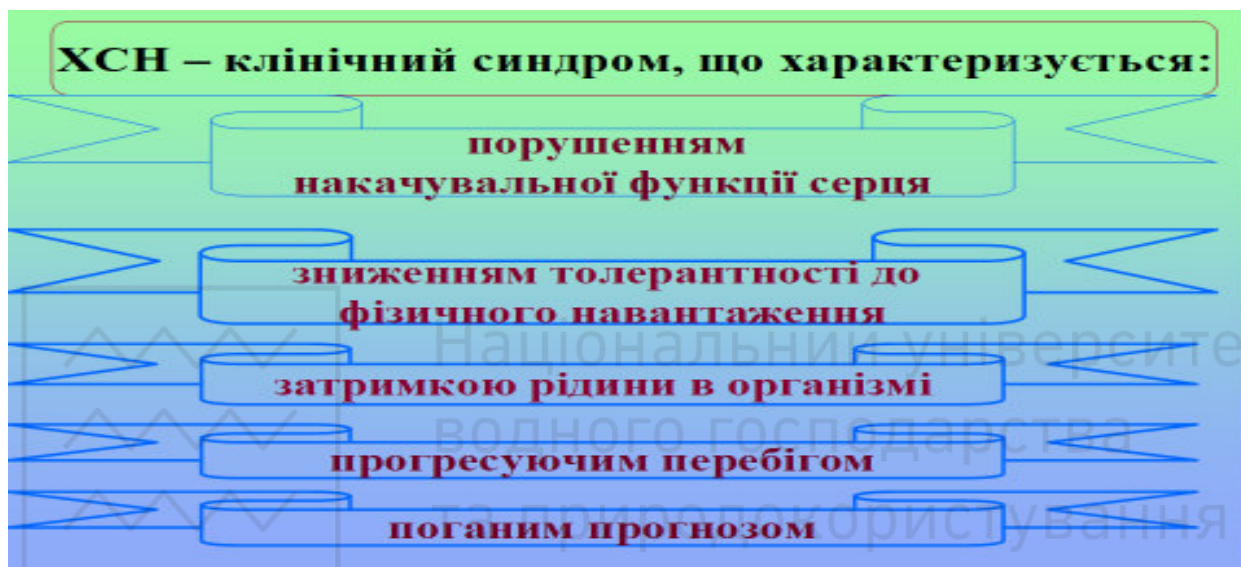 ХСН – клінічний синдром, що характеризується:
порушенням
накачувальної функції серця
зниженням толерантності до
фізичного навантаження
Національний університе
затримкою рідини в організмі
водного господарства
прогресуючим перебігом
та природокористування
поганим прогнозом